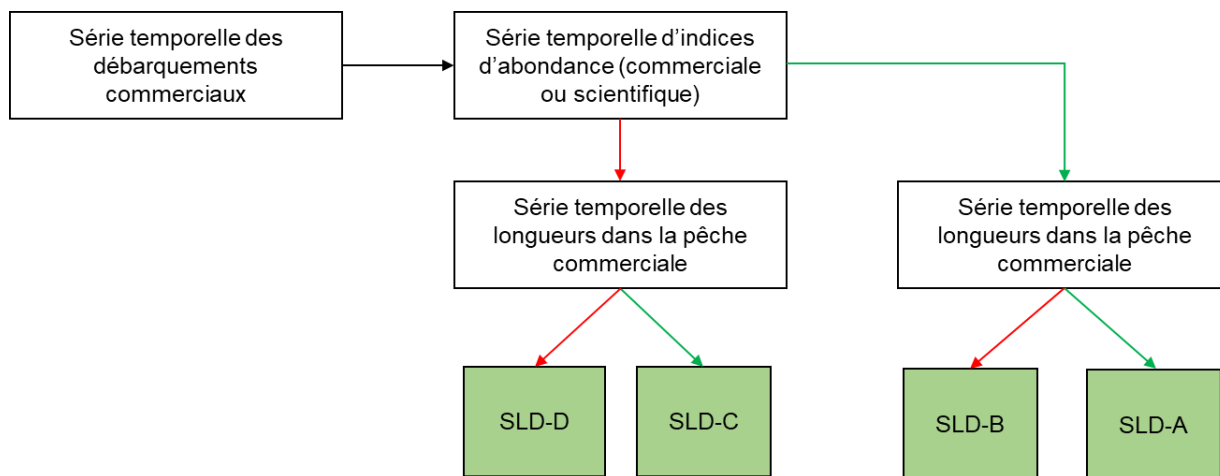 Série temporelle des
débarquements
commerciaux
Série temporelle d’indices
d’abondance (commerciale
ou scientifique)
Série temporelle des
longueurs dans la pêche
commerciale
Série temporelle des
longueurs dans la pêche
commerciale
SLD-D
SLD-C
SLD-B
SLD-A